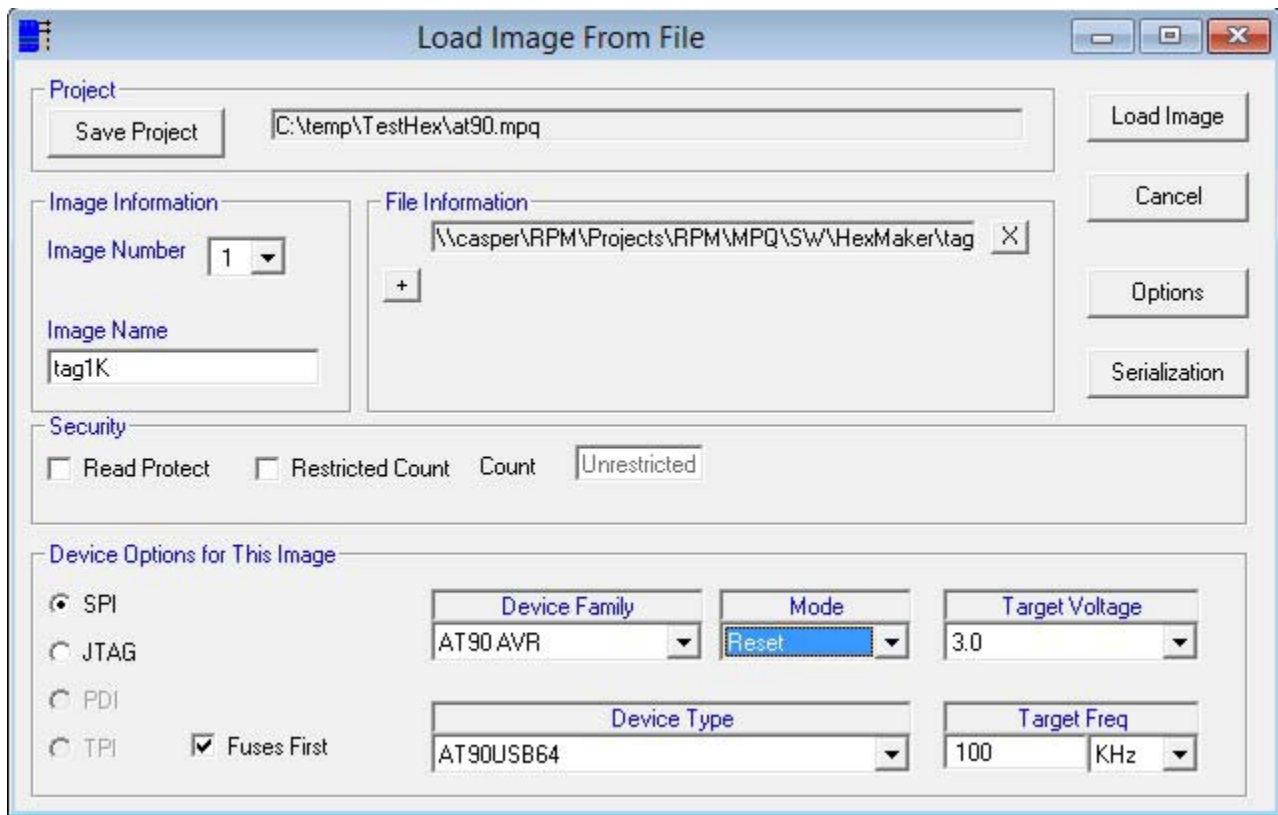 Load Image From File
Project
Save Project
C:\temp\TestHex\at90.mpq
Load Image
Image Information
File Information
Cancel
Image Number
1
\\casper\RPM\Projects\RPM\MPQ\SW\HexMaker\tag
X
+
Options
Image Name
tag1K
Serialization
Security
Read Protect
Restricted Count
Count
Unrestricted
Device Options for This Image
SPI
JTAG
PDI
TPI
Fuses First
Device Family
AT90 AVR
Mode
Reset
Target Voltage
3.0
Device Type
AT90USB64
Target Freq
100
KHz